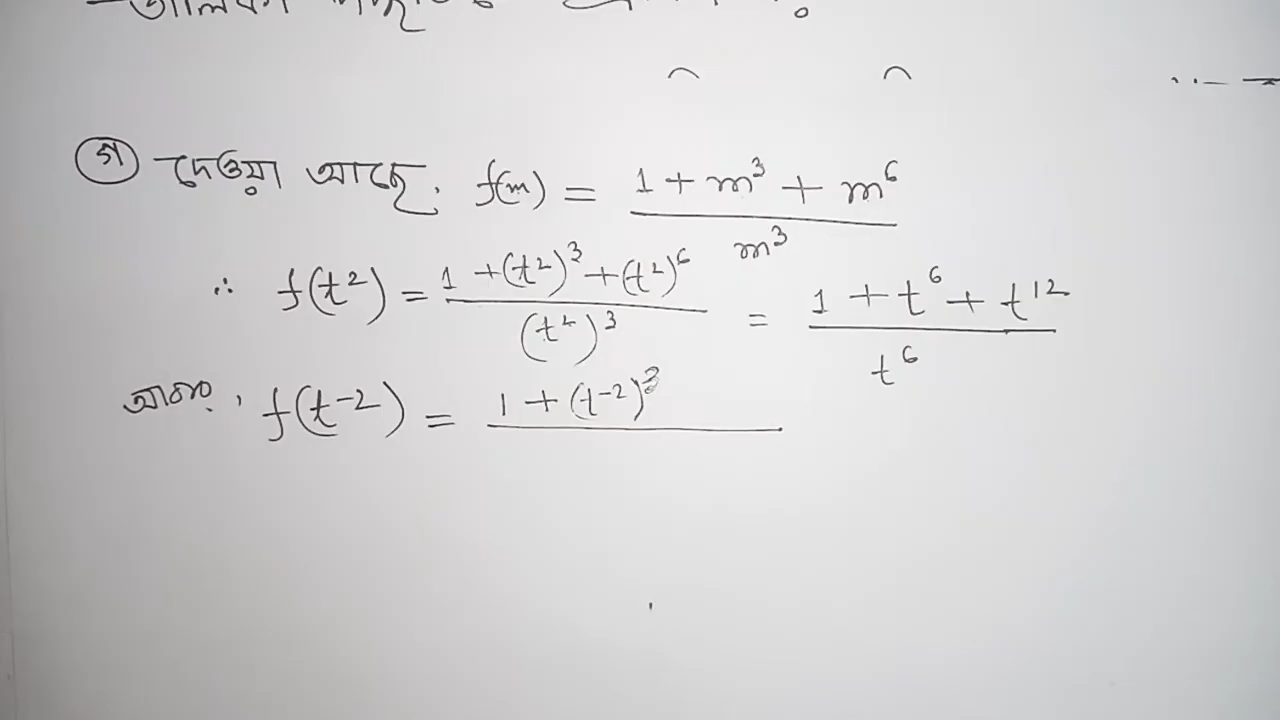 গ দেওয়া আছে, f(m) = (1 + m³ + m⁶) / m³
∴ f(t²) = (1 + (t²)³ + (t²)⁶) / (t²)³ = (1 + t⁶ + t¹²) / t⁶
আবার, f(t⁻²) = 1 + (t⁻²)³